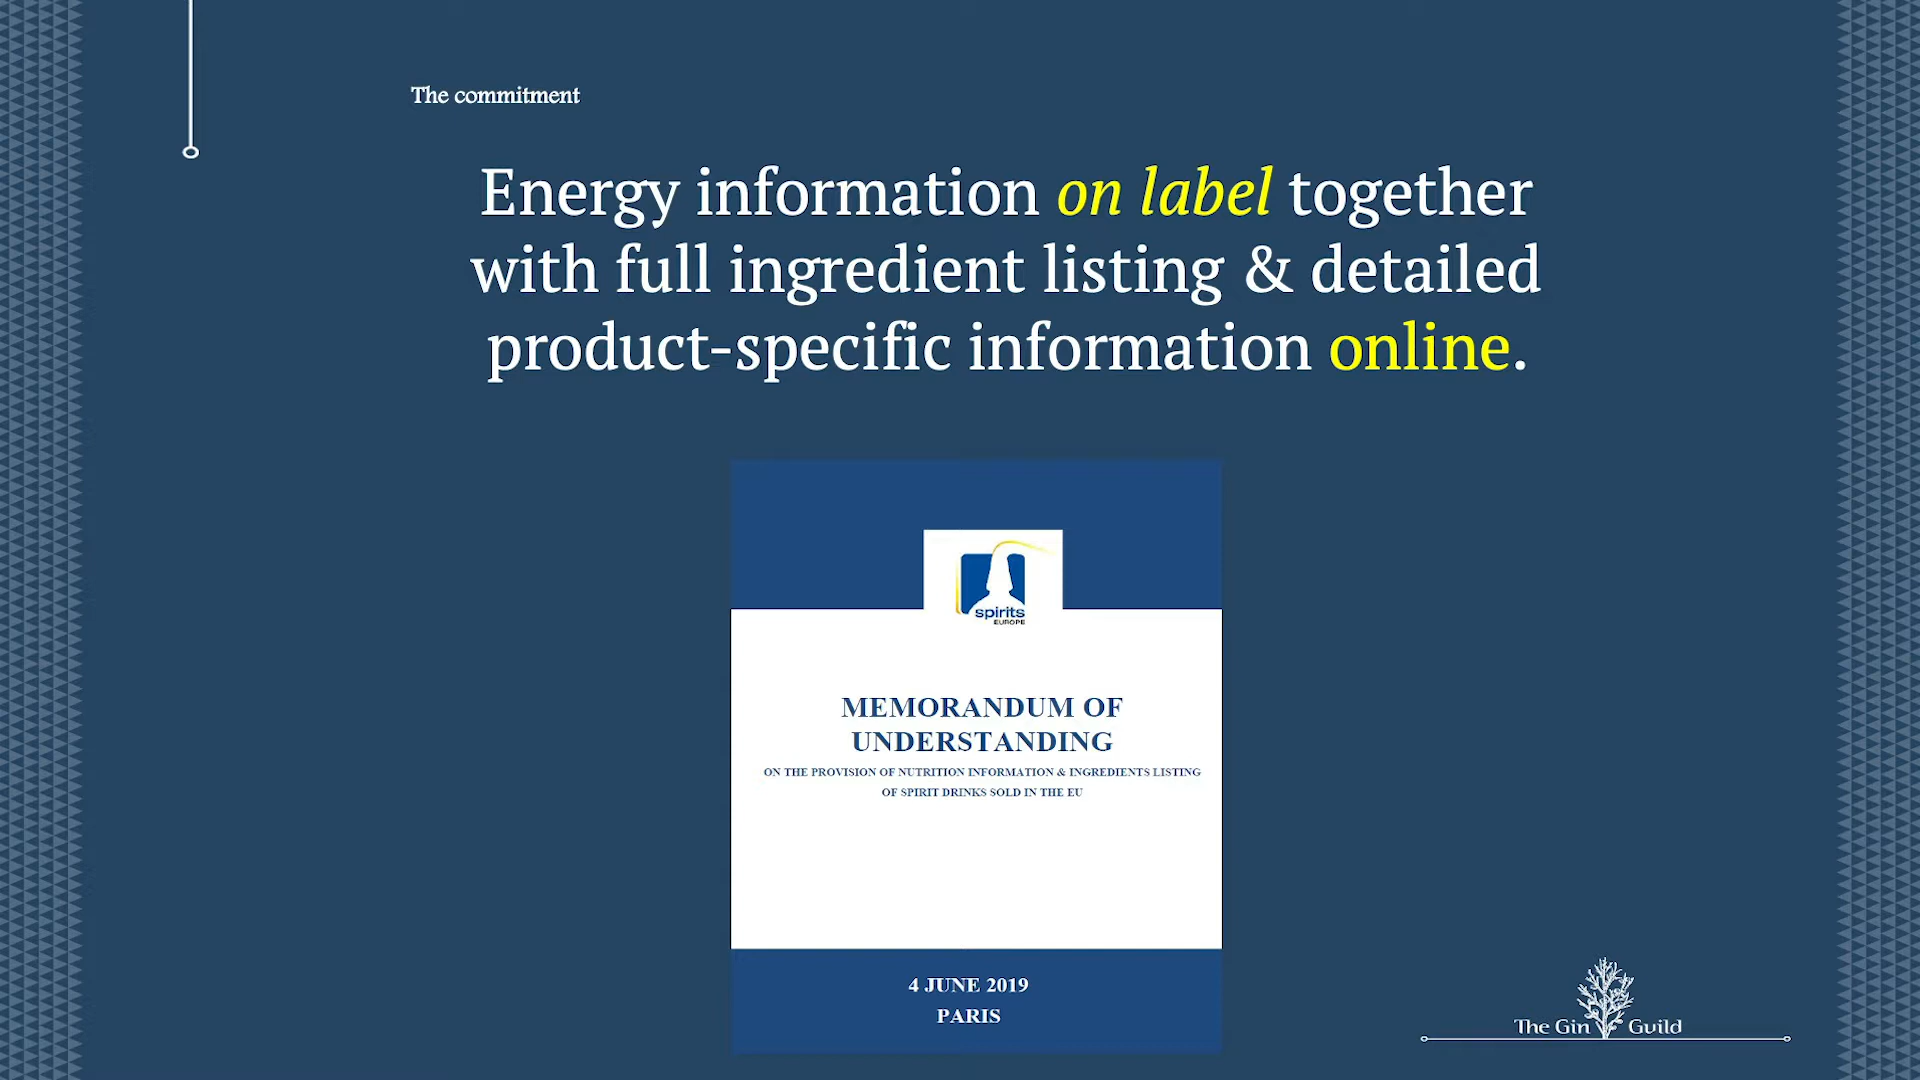 The commitment
Energy information on label together
with full ingredient listing & detailed
product-specific information online.
spirits
EUROPE
MEMORANDUM OF
UNDERSTANDING
ON THE PROVISION OF NUTRITION INFORMATION & INGREDIENTS LISTING
OF SPIRIT DRINKS SOLD IN THE EU
4 JUNE 2019
PARIS
The Gin Guild